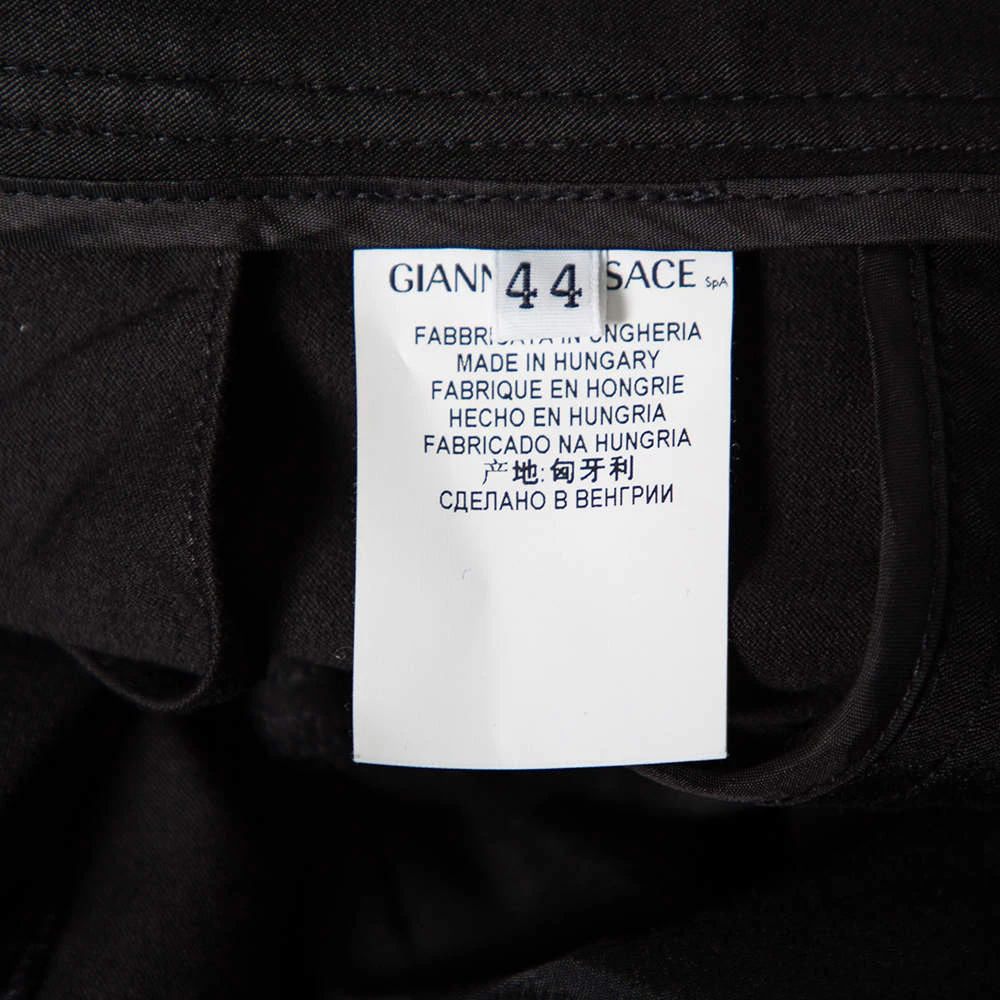 GIANN 44 SACE SpA
FABBRICATA IN UNGHERIA
MADE IN HUNGARY
FABRIQUE EN HONGRIE
HECHO EN HUNGRIA
FABRICADO NA HUNGRIA
产地:匈牙利
СДЕЛАНО В ВЕНГРИИ